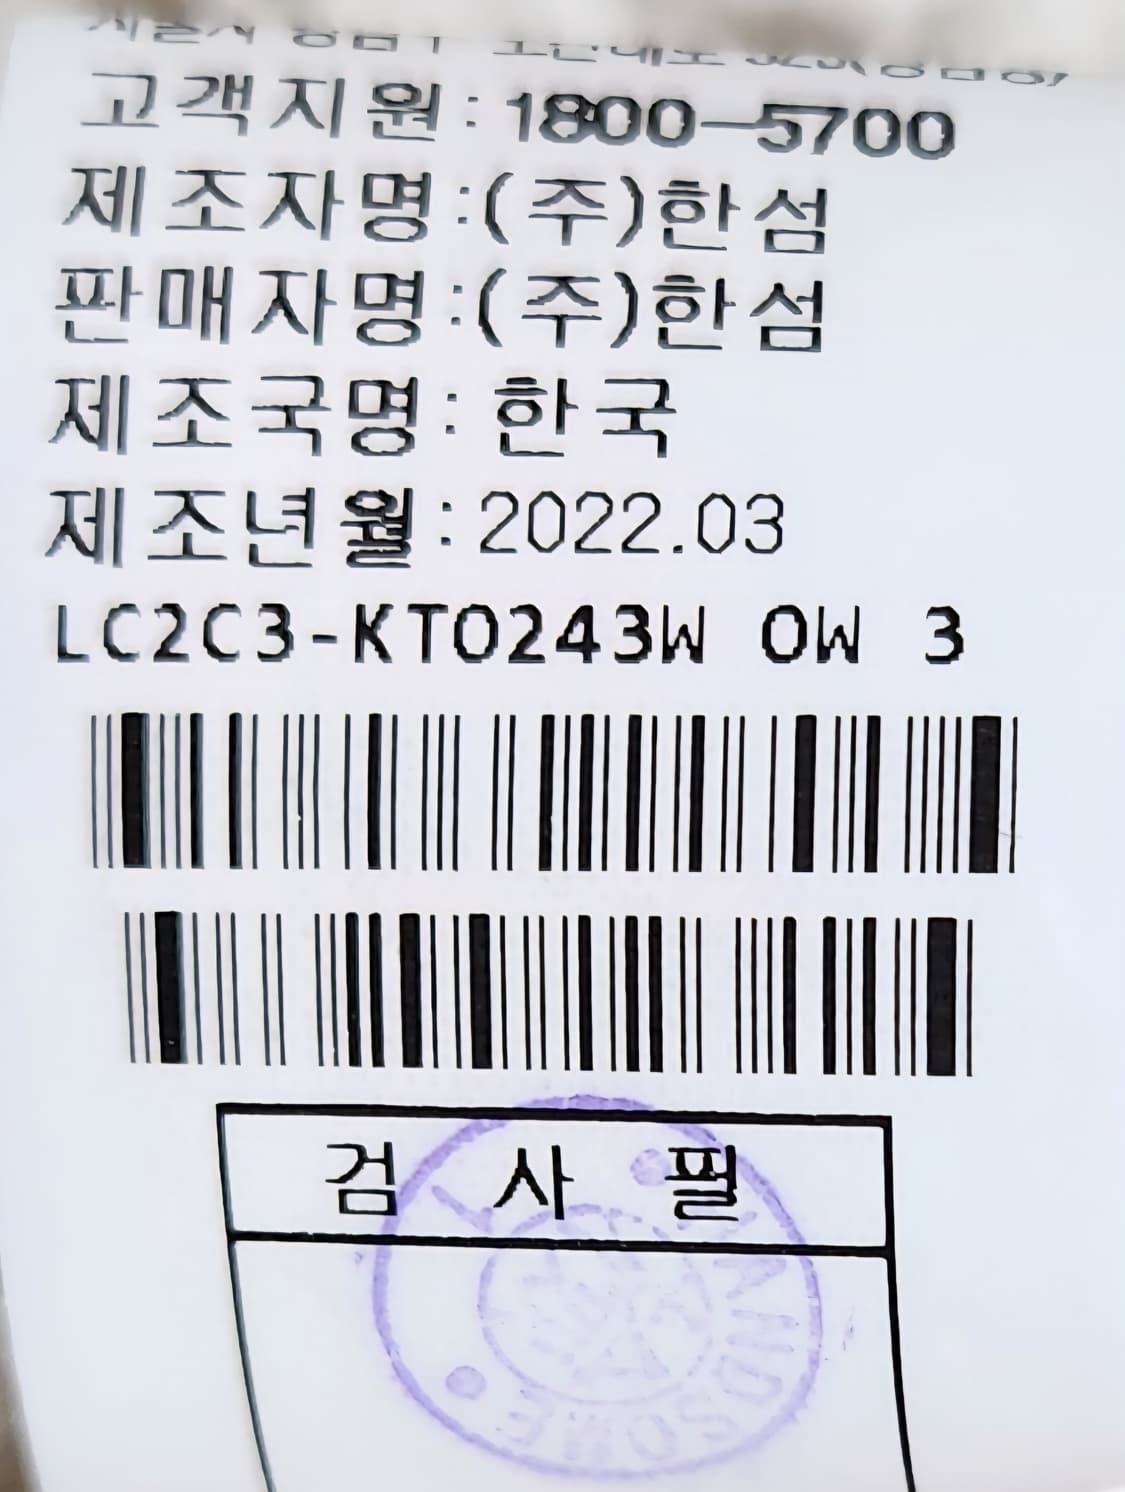 고객지원:1800-5700
제조자명:(주)한섬
판매자명:(주)한섬
제조국명: 한국
제조년월:2022.03
LC2C3-KTO243W OW 3
검 사 필
HANDSOME